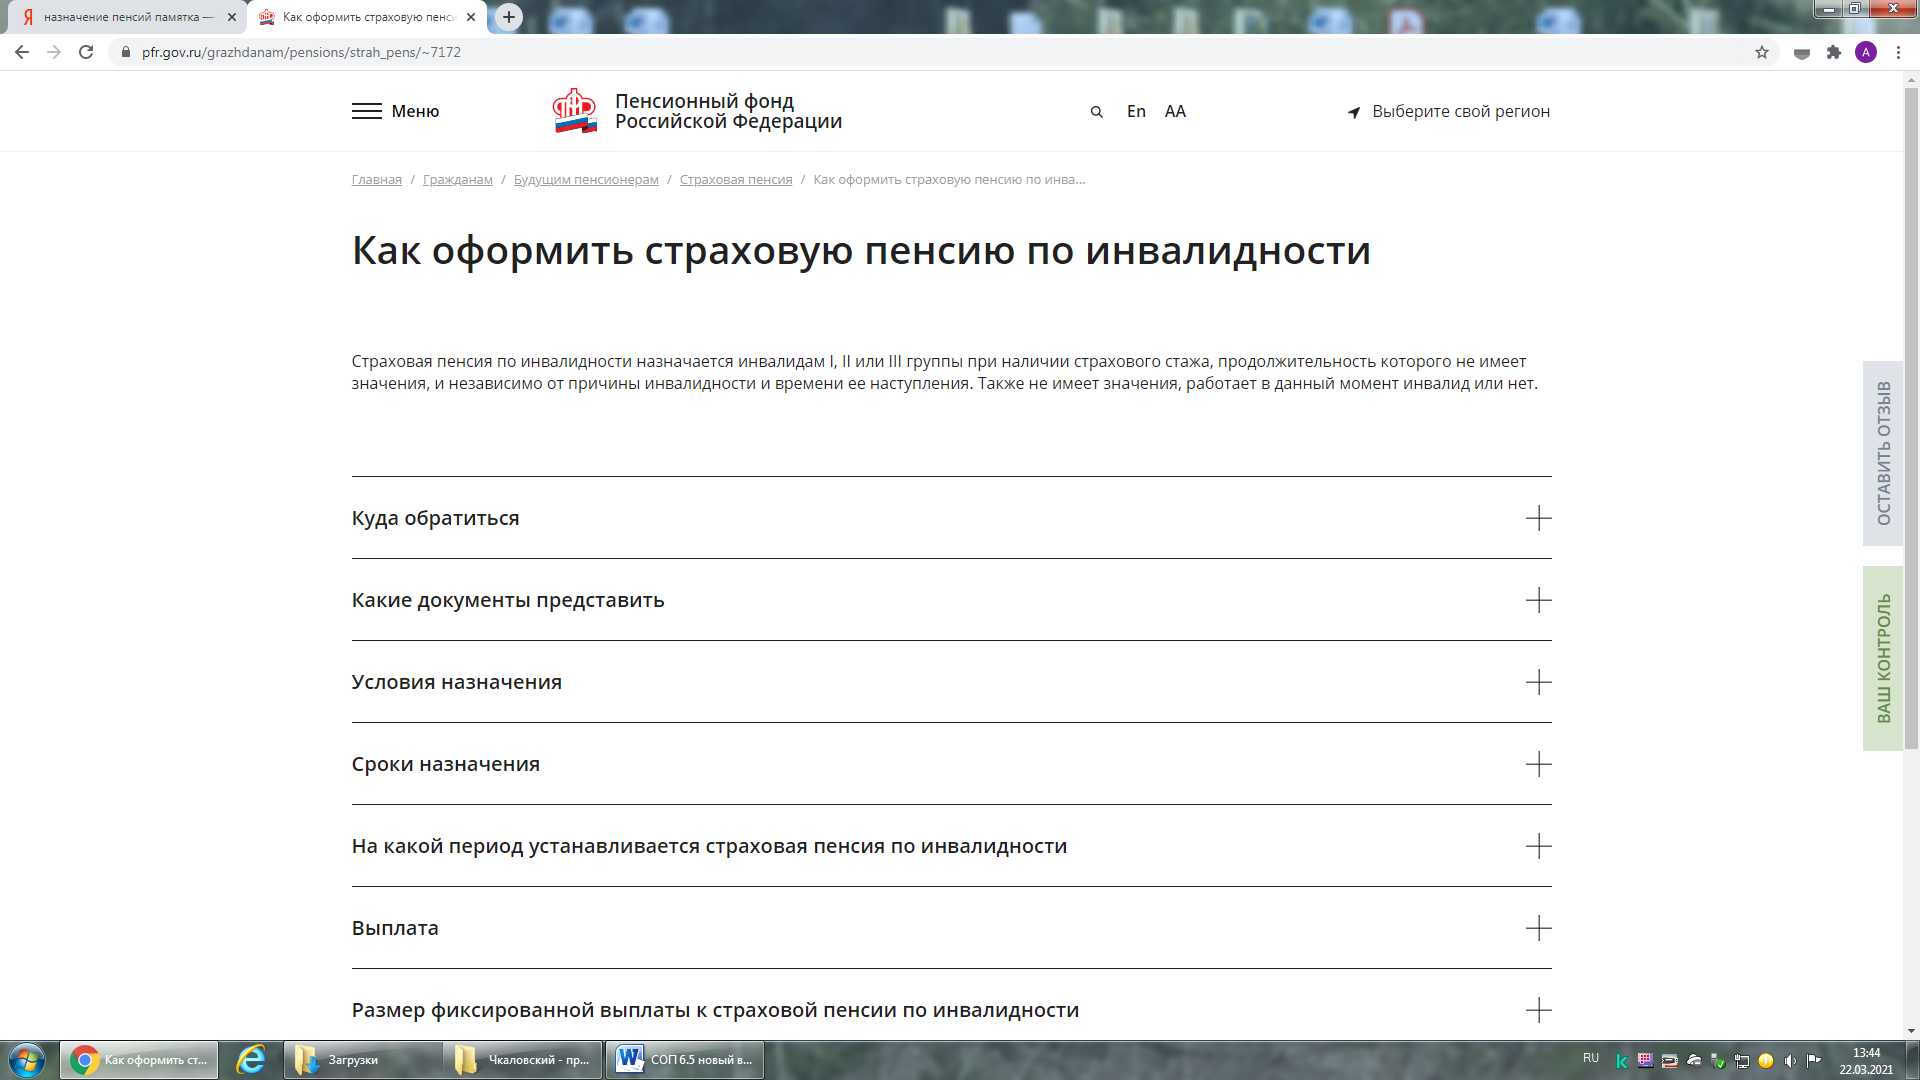 назначение пенсий памятка —
Как оформить страховую пенси
pfr.gov.ru/grazhdanam/pensions/strah_pens/~7172
A
Меню
Пенсионный фонд
Российской Федерации
En AA
Выберите свой регион
Главная / Гражданам / Будущим пенсионерам / Страховая пенсия / Как оформить страховую пенсию по инва...
Как оформить страховую пенсию по инвалидности
Страховая пенсия по инвалидности назначается инвалидам I, II или III группы при наличии страхового стажа, продолжительность которого не имеет
значения, и независимо от причины инвалидности и времени ее наступления. Также не имеет значения, работает в данный момент инвалид или нет.
ОСТАВИТЬ ОТЗЫВ
ВАШ КОНТРОЛЬ
Куда обратиться
Какие документы представить
Условия назначения
Сроки назначения
На какой период устанавливается страховая пенсия по инвалидности
Выплата
Размер фиксированной выплаты к страховой пенсии по инвалидности
Как оформить ст...
Загрузки
Чкаловский - пр...
СОП 6.5 новый в...
RU
13:44
22.03.2021